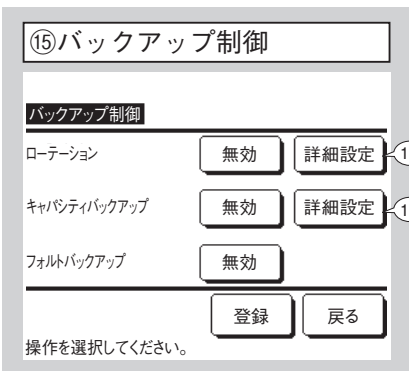 ⑮バックアップ制御
バックアップ制御
ローテーション 無効 詳細設定
キャパシティバックアップ 無効 詳細設定
フォルトバックアップ 無効
登録 戻る
操作を選択してください。